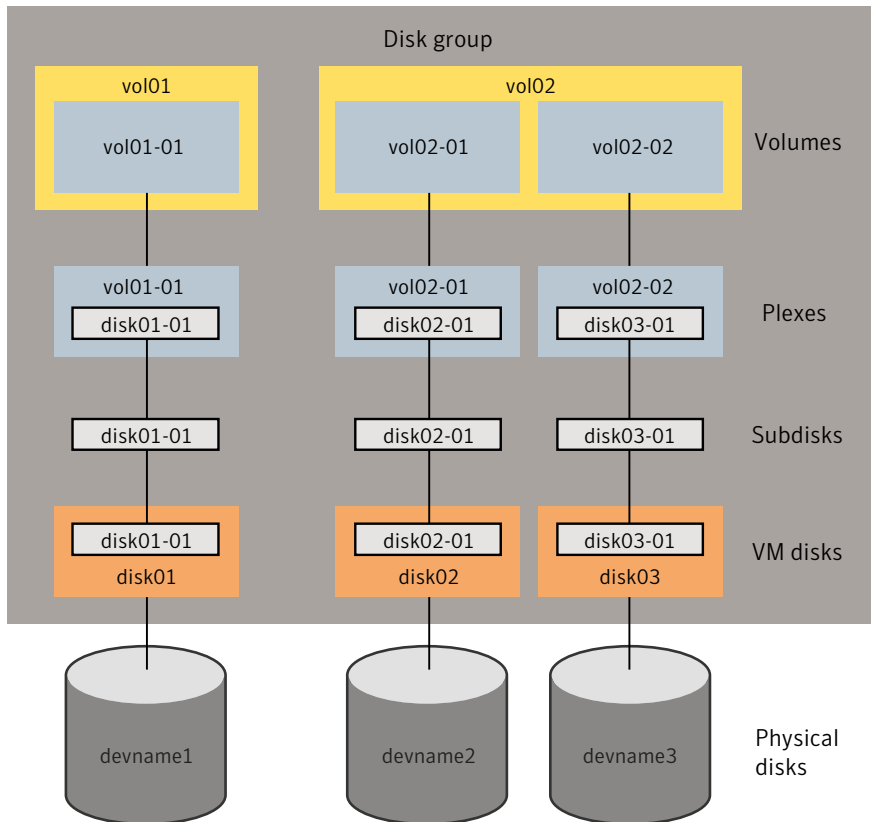 Disk group
vol01
vol02
vol01-01
vol02-01
vol02-02
Volumes
vol01-01
vol02-01
vol02-02
disk01-01
disk02-01
disk03-01
Plexes
disk01-01
disk02-01
disk03-01
Subdisks
disk01-01
disk02-01
disk03-01
VM disks
disk01
disk02
disk03
devname1
devname2
devname3
Physical
disks